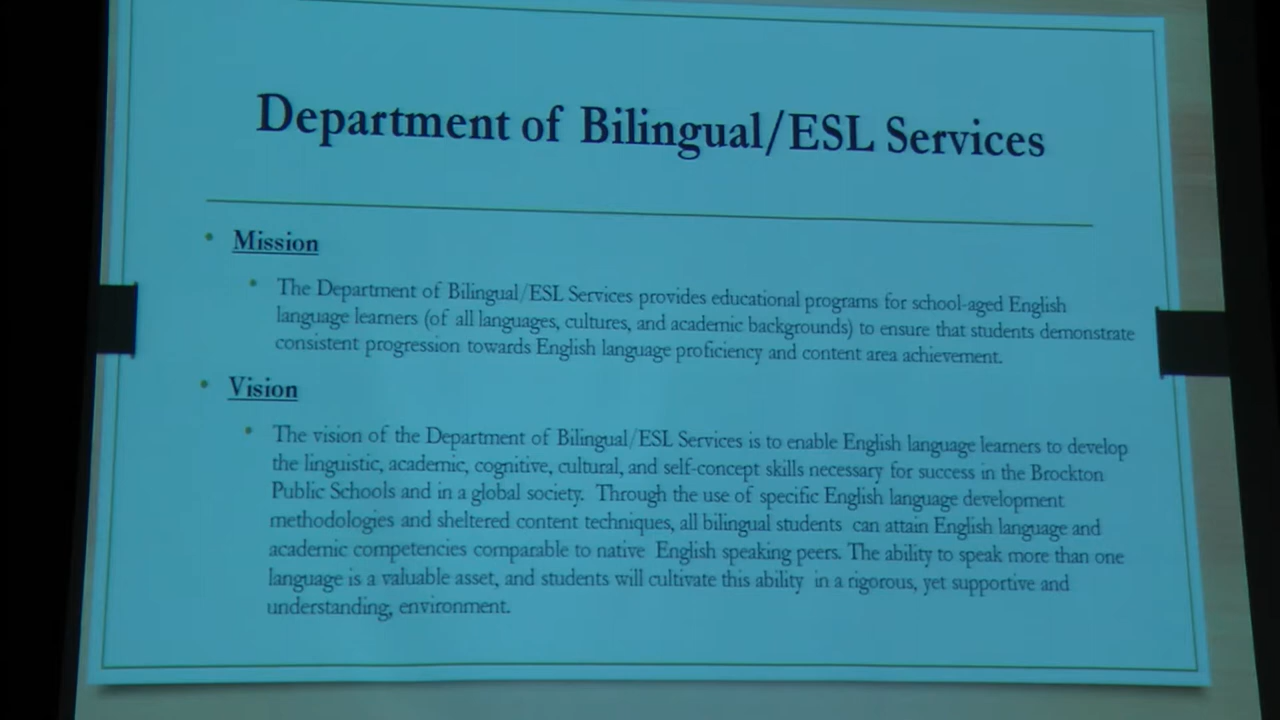 Department of Bilingual/ESL Services
• Mission
• The Department of Bilingual/ESL Services provides educational programs for school-aged English
language learners (of all languages, cultures, and academic backgrounds) to ensure that students demonstrate
consistent progression towards English language proficiency and content area achievement.
• Vision
• The vision of the Department of Bilingual/ESL Services is to enable English language learners to develop
the linguistic, academic, cognitive, cultural, and self-concept skills necessary for success in the Brockton
Public Schools and in a global society. Through the use of specific English language development
methodologies and sheltered content techniques, all bilingual students can attain English language and
academic competencies comparable to native English speaking peers. The ability to speak more than one
language is a valuable asset, and students will cultivate this ability in a rigorous, yet supportive and
understanding, environment.